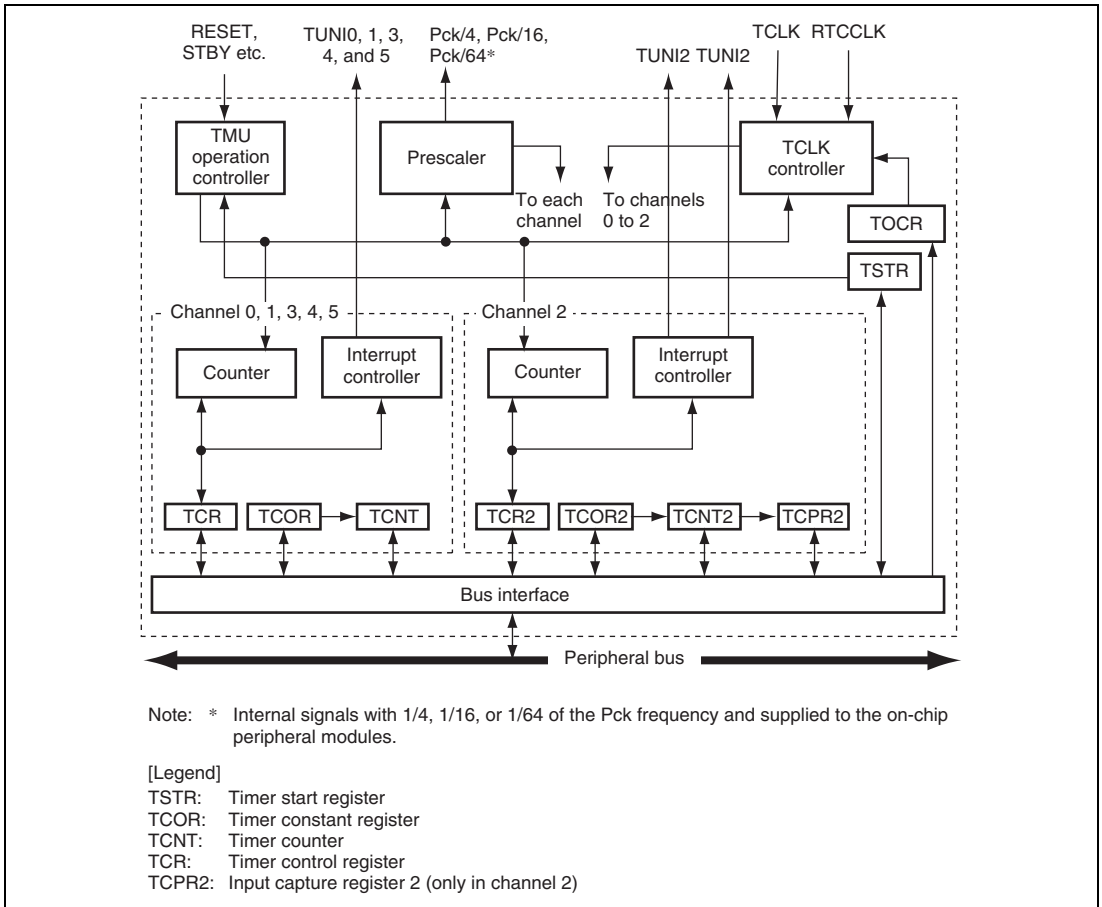 RESET,
STBY etc.
TUNI0, 1, 3,
4, and 5
Pck/4, Pck/16,
Pck/64*
TUNI2 TUNI2
TCLK RTCCLK
TMU
operation
controller
Prescaler
TCLK
controller
To each
channel
To channels
0 to 2
TOCR
TSTR
Channel 0, 1, 3, 4, 5
Channel 2
Counter
Interrupt
controller
Counter
Interrupt
controller
TCR
TCOR
TCNT
TCR2
TCOR2
TCNT2
TCPR2
Bus interface
Peripheral bus
Note: * Internal signals with 1/4, 1/16, or 1/64 of the Pck frequency and supplied to the on-chip
peripheral modules.
[Legend]
TSTR: Timer start register
TCOR: Timer constant register
TCNT: Timer counter
TCR: Timer control register
TCPR2: Input capture register 2 (only in channel 2)